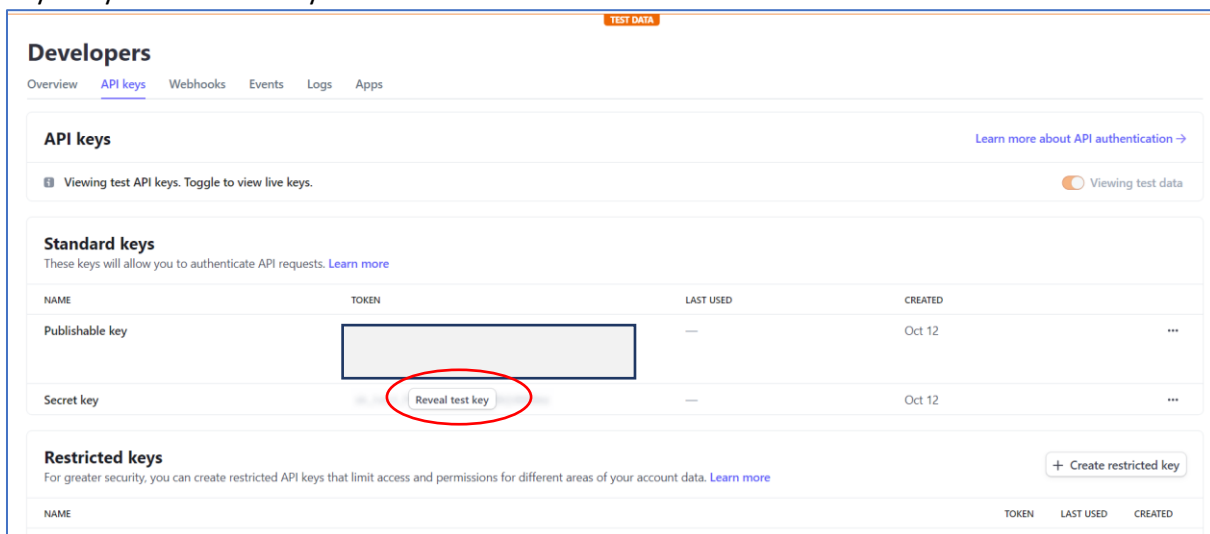 TEST DATA
Developers
Overview API keys Webhooks Events Logs Apps
API keys
Learn more about API authentication →
Viewing test API keys. Toggle to view live keys.
Viewing test data
Standard keys
These keys will allow you to authenticate API requests. Learn more
NAME TOKEN LAST USED CREATED
Publishable key — Oct 12 •••
Secret key Reveal test key — Oct 12 •••
Restricted keys
+ Create restricted key
For greater security, you can create restricted API keys that limit access and permissions for different areas of your account data. Learn more
NAME TOKEN LAST USED CREATED